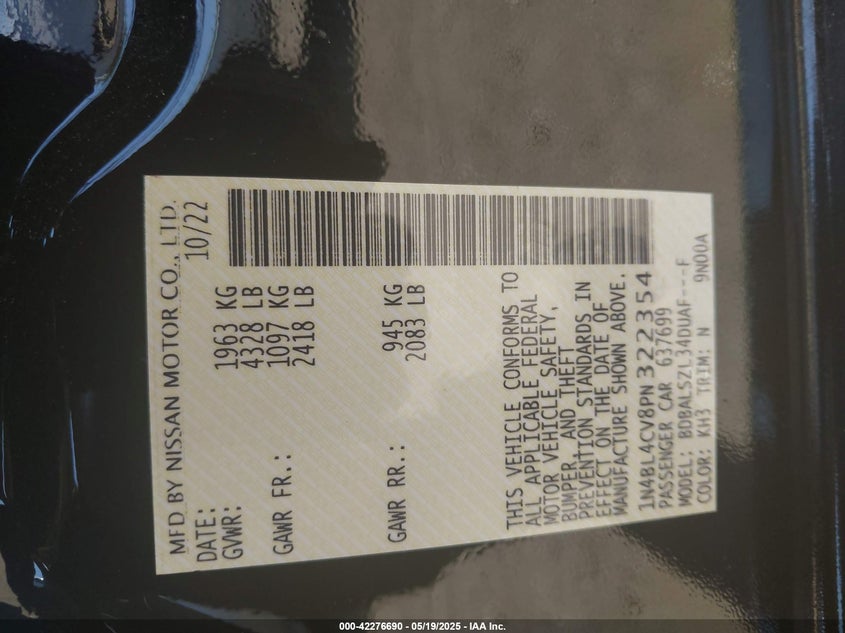 MFD BY NISSAN MOTOR CO., LTD.
DATE: 10/22
GVWR: 1963 KG
4328 LB
GAWR FR.: 1097 KG
2418 LB
GAWR RR.: 945 KG
2083 LB
THIS VEHICLE CONFORMS TO
ALL APPLICABLE FEDERAL
MOTOR VEHICLE SAFETY,
BUMPER, AND THEFT
PREVENTION STANDARDS IN
EFFECT ON THE DATE OF
MANUFACTURE SHOWN ABOVE.
1N4BL4CV8PN322354
PASSENGER CAR 637699
MODEL: BDBALSZL34DUAF---F
COLOR: KH3 TRIM: N 9N00A
000-42276690 - 05/19/2025 - IAA Inc.